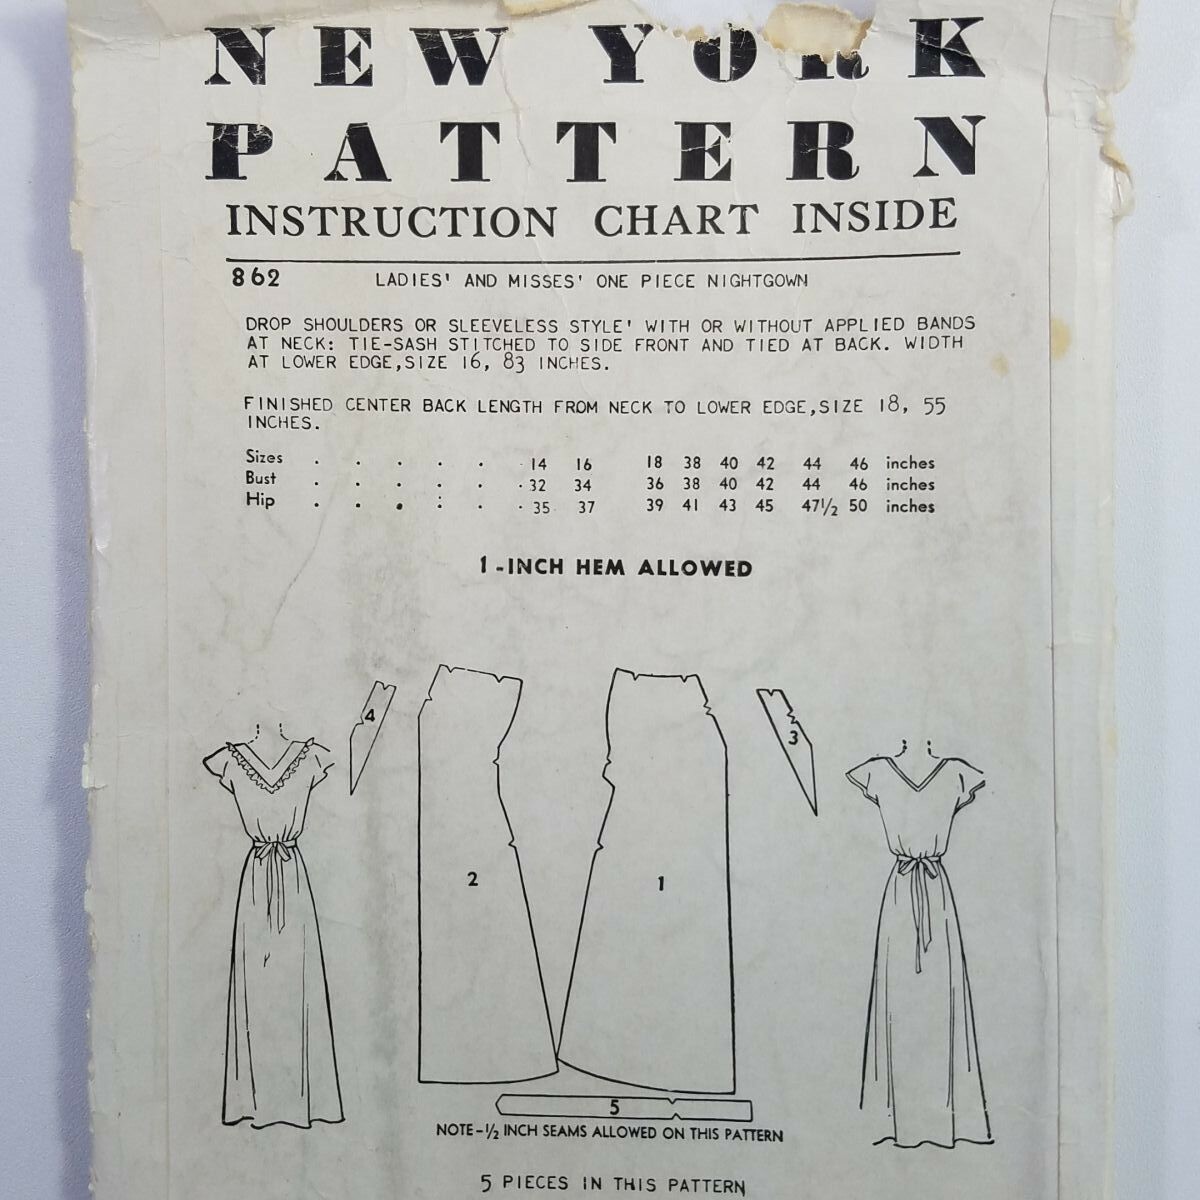 NEW YORK
PATTERN
INSTRUCTION CHART INSIDE
862 LADIES' AND MISSES' ONE PIECE NIGHTGOWN
DROP SHOULDERS OR SLEEVELESS STYLE' WITH OR WITHOUT APPLIED BANDS
AT NECK: TIE-SASH STITCHED TO SIDE FRONT AND TIED AT BACK. WIDTH
AT LOWER EDGE,SIZE 16, 83 INCHES.
FINISHED CENTER BACK LENGTH FROM NECK TO LOWER EDGE,SIZE 18, 55
INCHES.
Sizes . . . . . . 14 16 18 38 40 42 44 46 inches
Bust . . . . . . 32 34 36 38 40 42 44 46 inches
Hip . . . . . . 35 37 39 41 43 45 47½ 50 inches
1-INCH HEM ALLOWED
4
3
2
1
5
NOTE-½ INCH SEAMS ALLOWED ON THIS PATTERN
5 PIECES IN THIS PATTERN